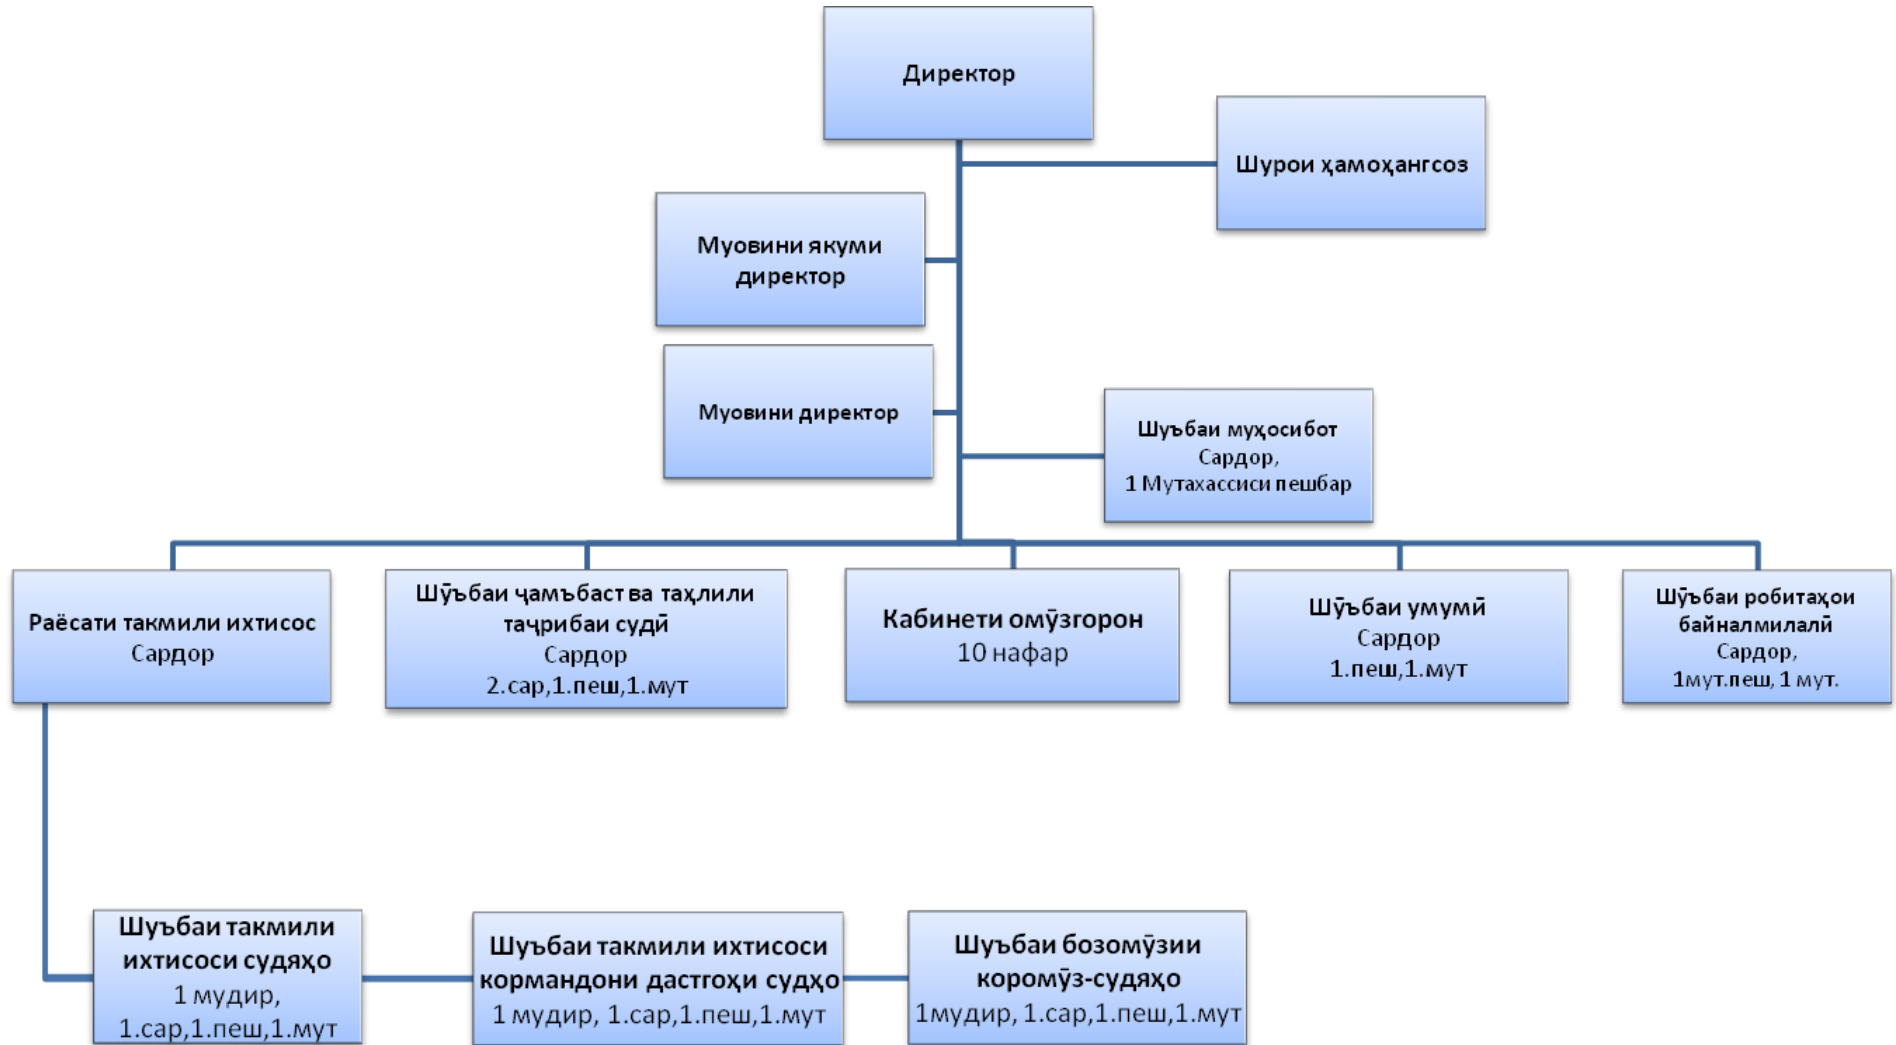 Директор
Шурои ҳамоҳангсоз
Муовини якуми
директор
Муовини директор
Шуъбаи муҳосибот
Сардор,
1 Мутахассиси пешбар
Раёсати такмили ихтисос
Сардор
Шӯъбаи ҷамъбаст ва таҳлили
таҷрибаи судӣ
Сардор
2.сар,1.пеш,1.мут
Кабинети омӯзгорон
10 нафар
Шӯъбаи умумӣ
Сардор
1.пеш,1.мут
Шӯъбаи робитаҳои
байналмилалӣ
Сардор,
1мут.пеш, 1 мут.
Шуъбаи такмили
ихтисоси судяҳо
1 мудир,
1.сар,1.пеш,1.мут
Шуъбаи такмили ихтисоси
кормандони дастгоҳи судҳо
1 мудир, 1.сар,1.пеш,1.мут
Шуъбаи бозомӯзии
коромӯз-судяҳо
1мудир, 1.сар,1.пеш,1.мут